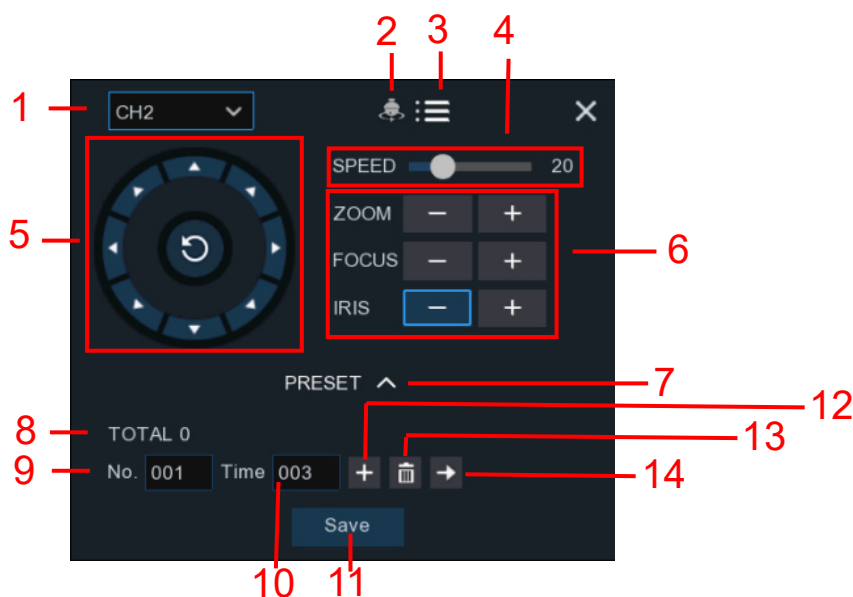 2 3 4
1 CH2
SPEED 20
ZOOM - +
5 FOCUS - + 6
IRIS - +
PRESET 7
12
8 TOTAL 0
13
9 No. 001 Time 003 + 14
Save
10 11